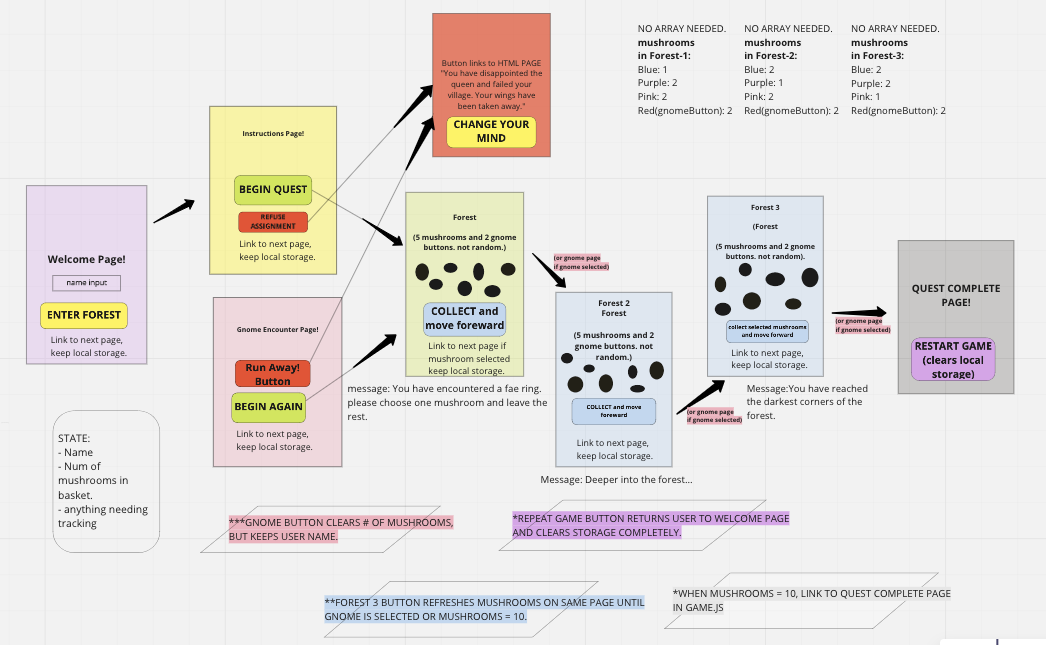 Welcome Page!
name input
ENTER FOREST
Link to next page,
keep local storage.
STATE:
- Name
- Num of
mushrooms in
basket.
- anything needing
tracking
Instructions Page!
BEGIN QUEST
REFUSE
ASSIGNMENT
Link to next page,
keep local storage.
Gnome Encounter Page!
Run Away!
Button
BEGIN AGAIN
Link to next page,
keep local storage.
Button links to HTML PAGE
"You have disappointed the
queen and failed your
village. Your wings have
been taken away."
CHANGE YOUR
MIND
Forest
(5 mushrooms and 2 gnome
buttons. not random.)
COLLECT and
move forward
Link to next page if
mushroom selected
keep local storage.
message: You have encountered a fae ring.
please choose one mushroom and leave the
rest.
(or gnome page
if gnome selected)
Forest 2
Forest
(5 mushrooms and 2
gnome buttons. not
random.)
COLLECT and move
forward
Link to next page,
keep local storage.
Message: Deeper into the forest...
(or gnome page
if gnome selected)
Forest 3
(Forest
(5 mushrooms and 2 gnome
buttons. not random).
collect selected mushrooms
and move forward
Link to next page,
keep local storage.
Message:You have reached
the darkest corners of the
forest.
(or gnome page
if gnome selected)
QUEST COMPLETE
PAGE!
RESTART GAME
(clears local
storage)
NO ARRAY NEEDED.
mushrooms
in Forest-1:
Blue: 1
Purple: 2
Pink: 2
Red(gnomeButton): 2
NO ARRAY NEEDED.
mushrooms
in Forest-2:
Blue: 2
Purple: 1
Pink: 2
Red(gnomeButton): 2
NO ARRAY NEEDED.
mushrooms
in Forest-3:
Blue: 2
Purple: 2
Pink: 1
Red(gnomeButton): 2
***GNOME BUTTON CLEARS # OF MUSHROOMS,
BUT KEEPS USER NAME.
*REPEAT GAME BUTTON RETURNS USER TO WELCOME PAGE
AND CLEARS STORAGE COMPLETELY.
**FOREST 3 BUTTON REFRESHES MUSHROOMS ON SAME PAGE UNTIL
GNOME IS SELECTED OR MUSHROOMS = 10.
*WHEN MUSHROOMS = 10, LINK TO QUEST COMPLETE PAGE
IN GAME.JS